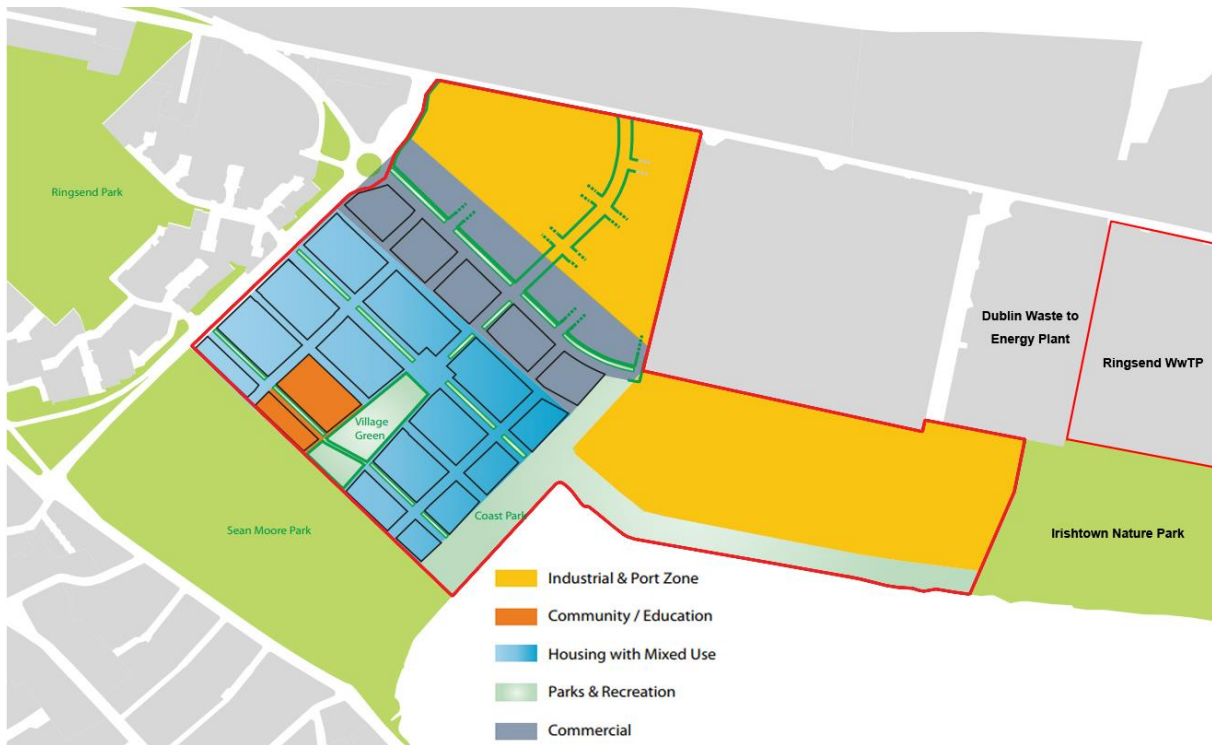 Ringsend Park
Dublin Waste to
Energy Plant
Ringsend WwTP
Village
Green
Sean Moore Park
Coast Park
Irishtown Nature Park
Industrial & Port Zone
Community / Education
Housing with Mixed Use
Parks & Recreation
Commercial